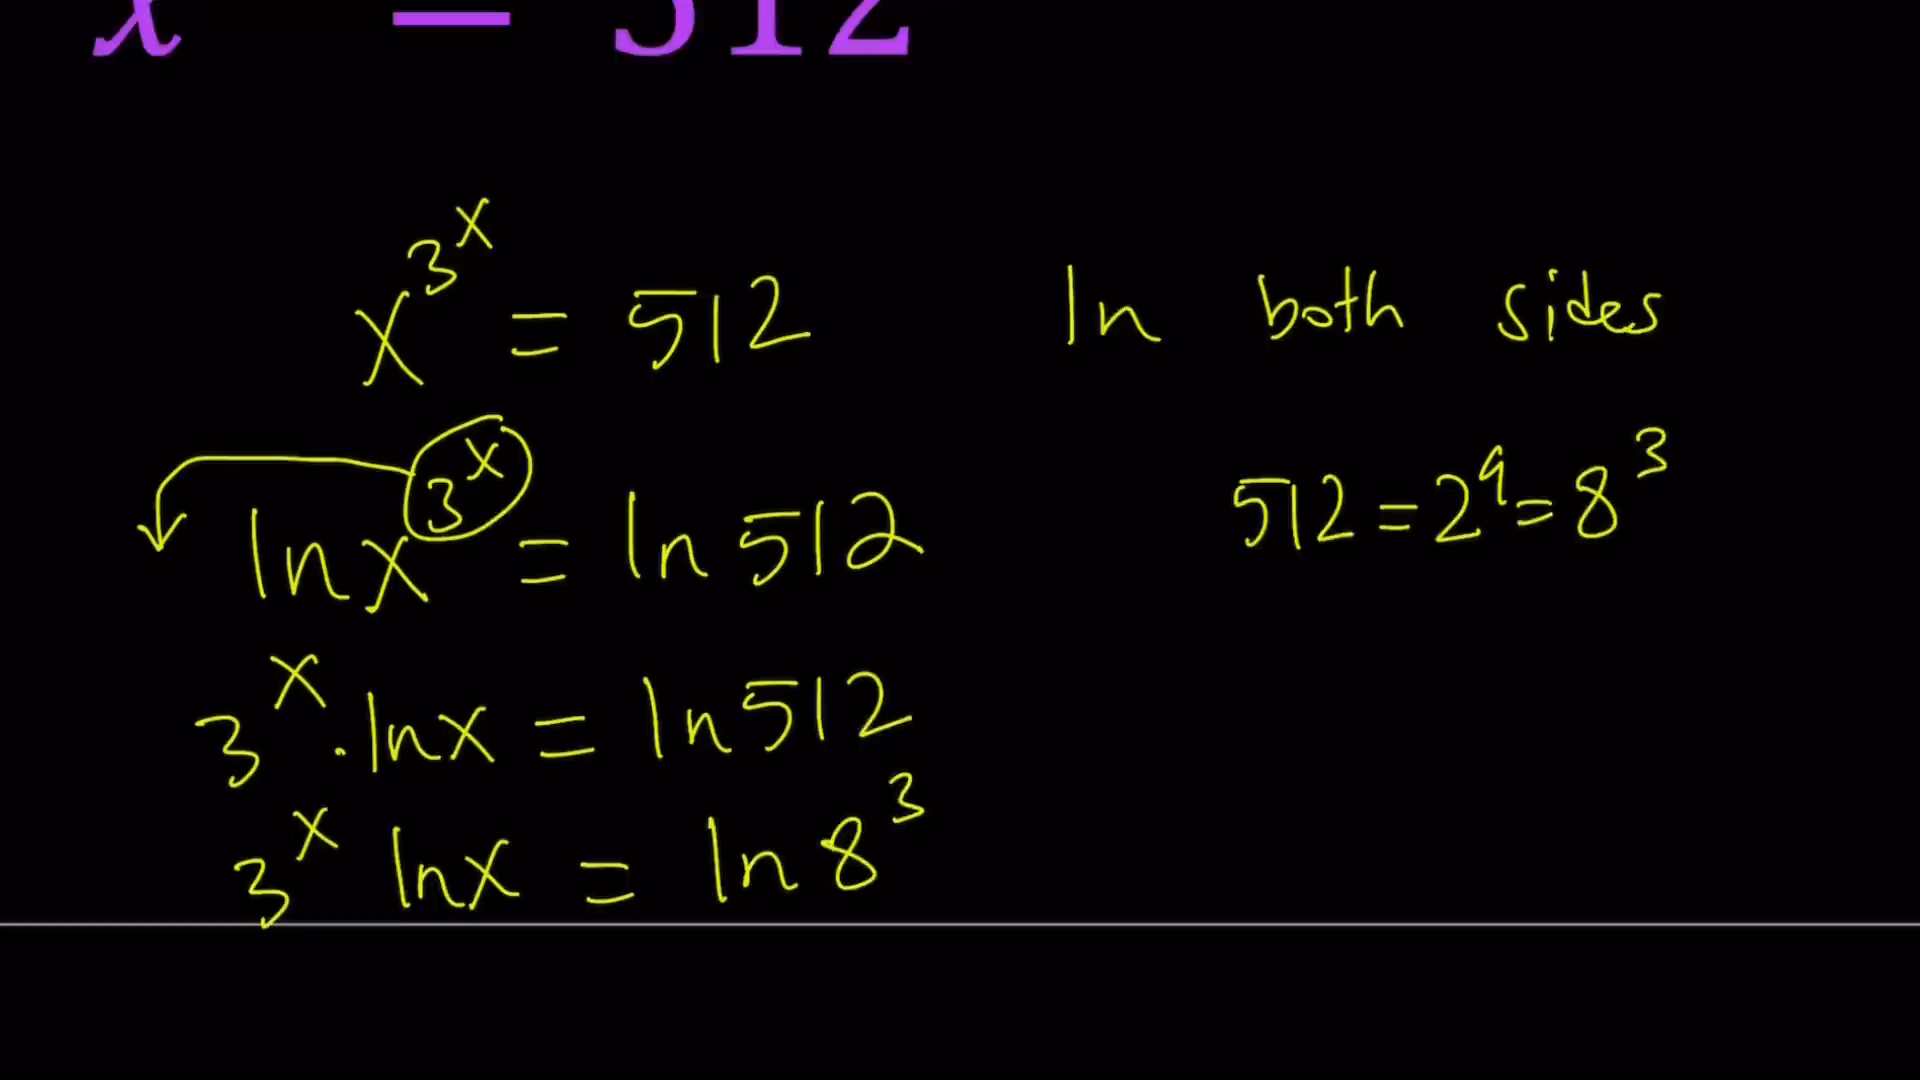 x = 512
x^{3^x} = 512    ln both sides
ln x^{3^x} = ln 512    512 = 2^9 = 8^3
3^x · ln x = ln 512
3^x ln x = ln 8^3